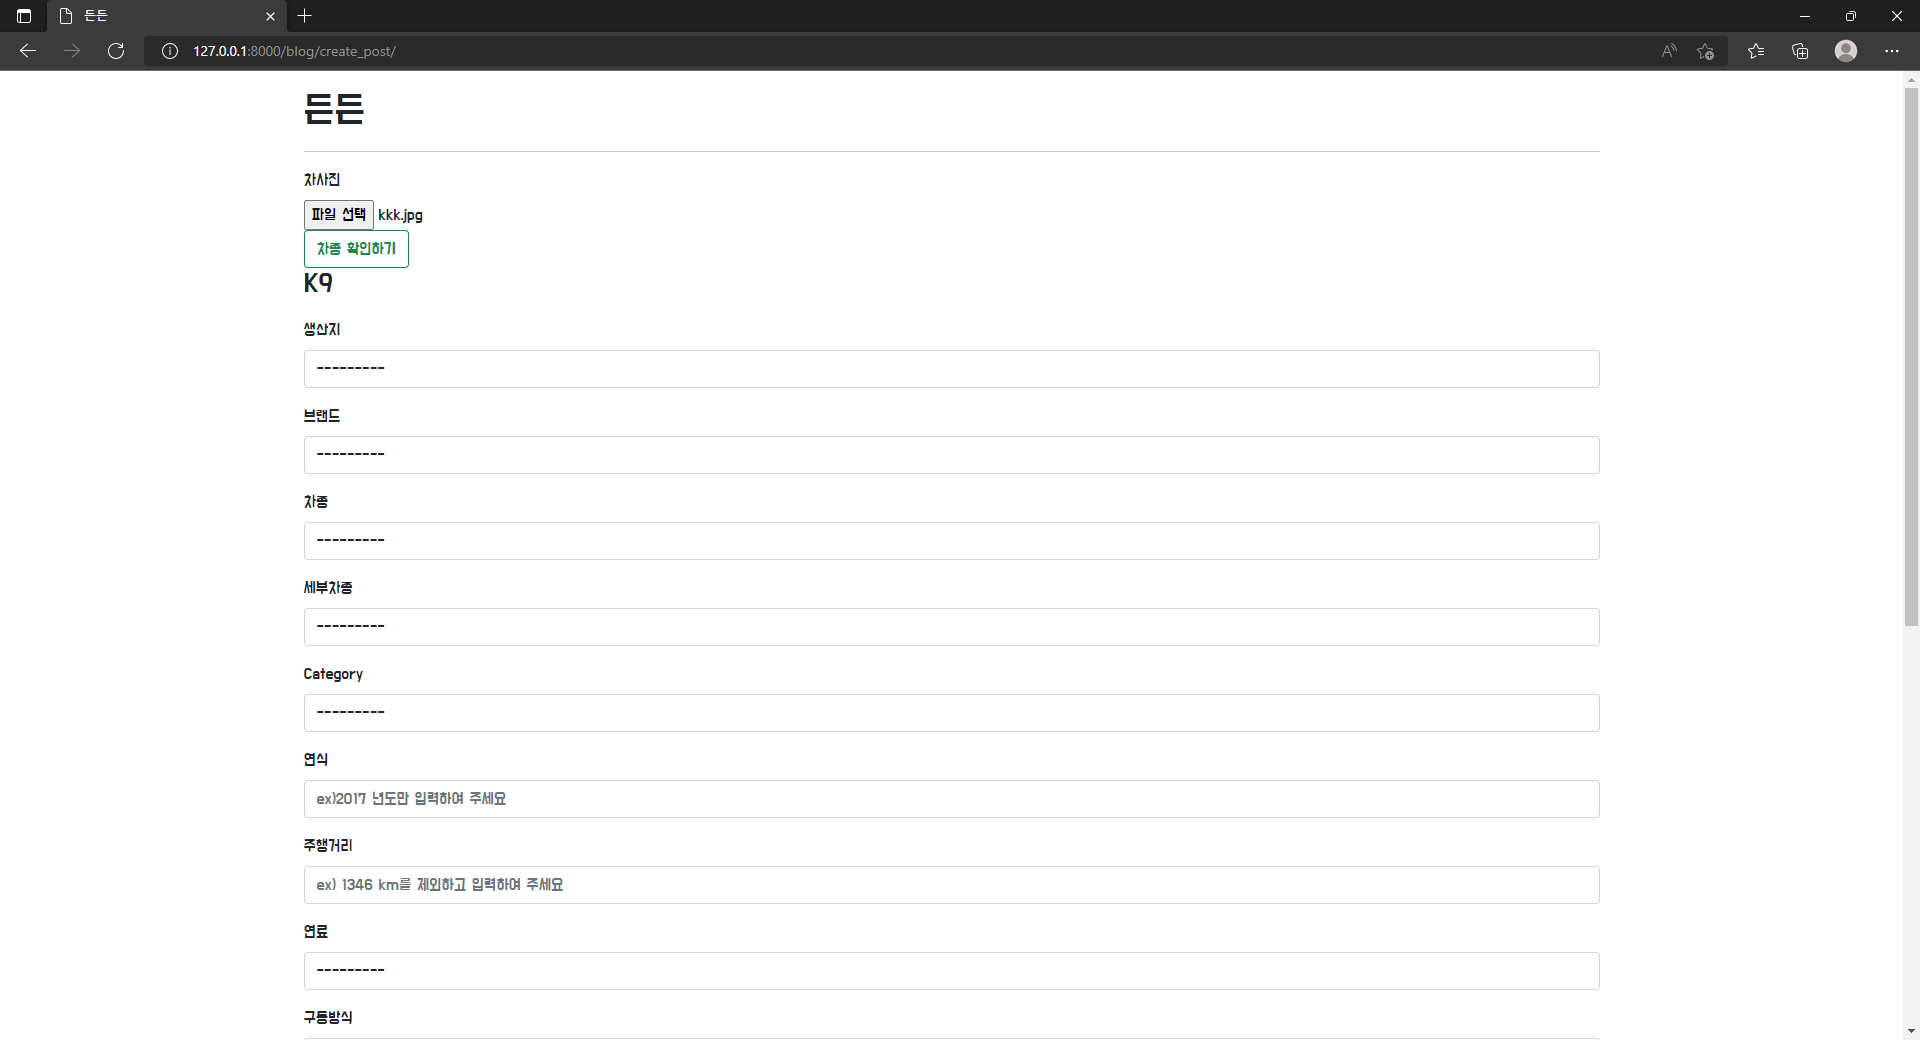 든든
127.0.0.1:8000/blog/create_post/
든든
차사진
파일 선택 kkk.jpg
차종 확인하기
K9
생산지
---------
브랜드
---------
차종
---------
세부차종
---------
Category
---------
연식
ex)2017 년도만 입력하여 주세요
주행거리
ex) 1346 km를 제외하고 입력하여 주세요
연료
---------
구동방식